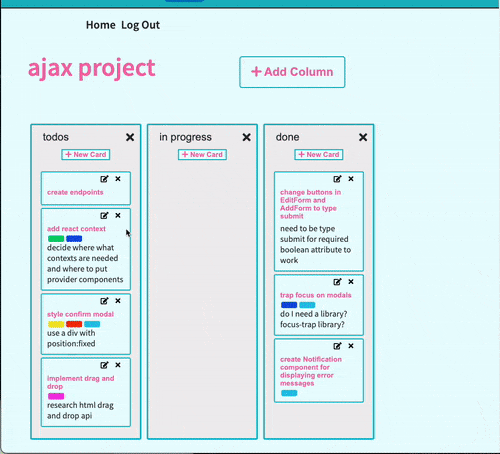 Home Log Out
ajax project
+ Add Column
todos
+ New Card
create endpoints
add react context
decide where what
contexts are needed
and where to put
provider components
style confirm modal
use a div with
position:fixed
implement drag and
drop
research html drag
and drop api
in progress
+ New Card
done
+ New Card
change buttons in
EditForm and
AddForm to type
submit
need to be type
submit for required
boolean attribute to
work
trap focus on modals
do I need a library?
focus-trap library?
create Notification
component for
displaying error
messages